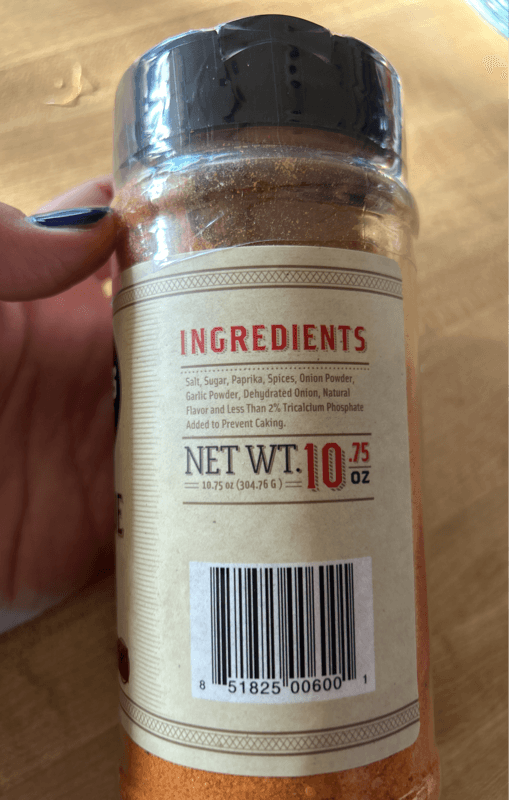 INGREDIENTS
Salt, Sugar, Paprika, Spices, Onion Powder,
Garlic Powder, Dehydrated Onion, Natural
Flavor and Less Than 2% Tricalcium Phosphate
Added to Prevent Caking.
NET WT. 10 .75 OZ
10.75 oz (304.76 G)
8 51825 00600 1